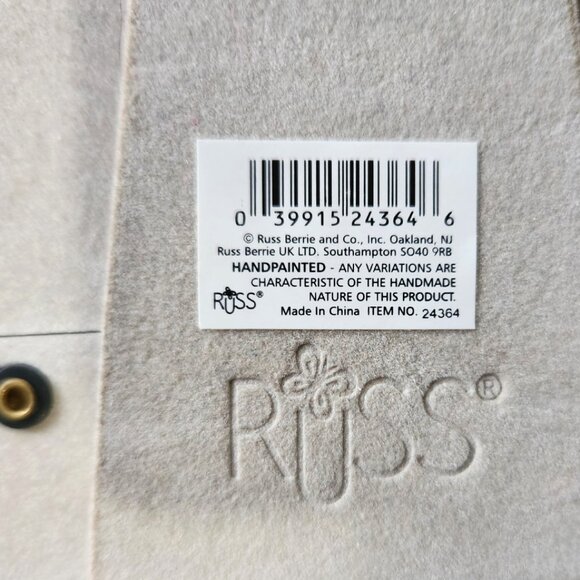 0 39915 24364 6
© Russ Berrie and Co., Inc. Oakland, NJ
Russ Berrie UK LTD. Southampton SO40 9RB
HANDPAINTED - ANY VARIATIONS ARE
CHARACTERISTIC OF THE HANDMADE
NATURE OF THIS PRODUCT.
RUSS® Made In China ITEM NO. 24364
RUSS®